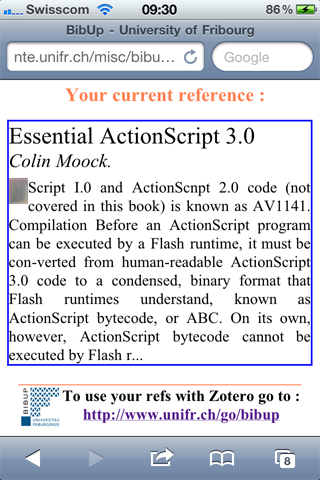 Swisscom 09:30 86%
BibUp - University of Fribourg
nte.unifr.ch/misc/bibu... Google
Your current reference :
Essential ActionScript 3.0
Colin Moock.
Script I.0 and ActionScnpt 2.0 code (not
covered in this book) is known as AV1141.
Compilation Before an ActionScript program
can be executed by a Flash runtime, it must be
con-verted from human-readable ActionScript
3.0 code to a condensed, binary format that
Flash runtimes understand, known as
ActionScript bytecode, or ABC. On its own,
however, ActionScript bytecode cannot be
executed by Flash r...
BIBUP
UNIVERSITAS
FRIBURGENSIS
To use your refs with Zotero go to :
http://www.unifr.ch/go/bibup
8